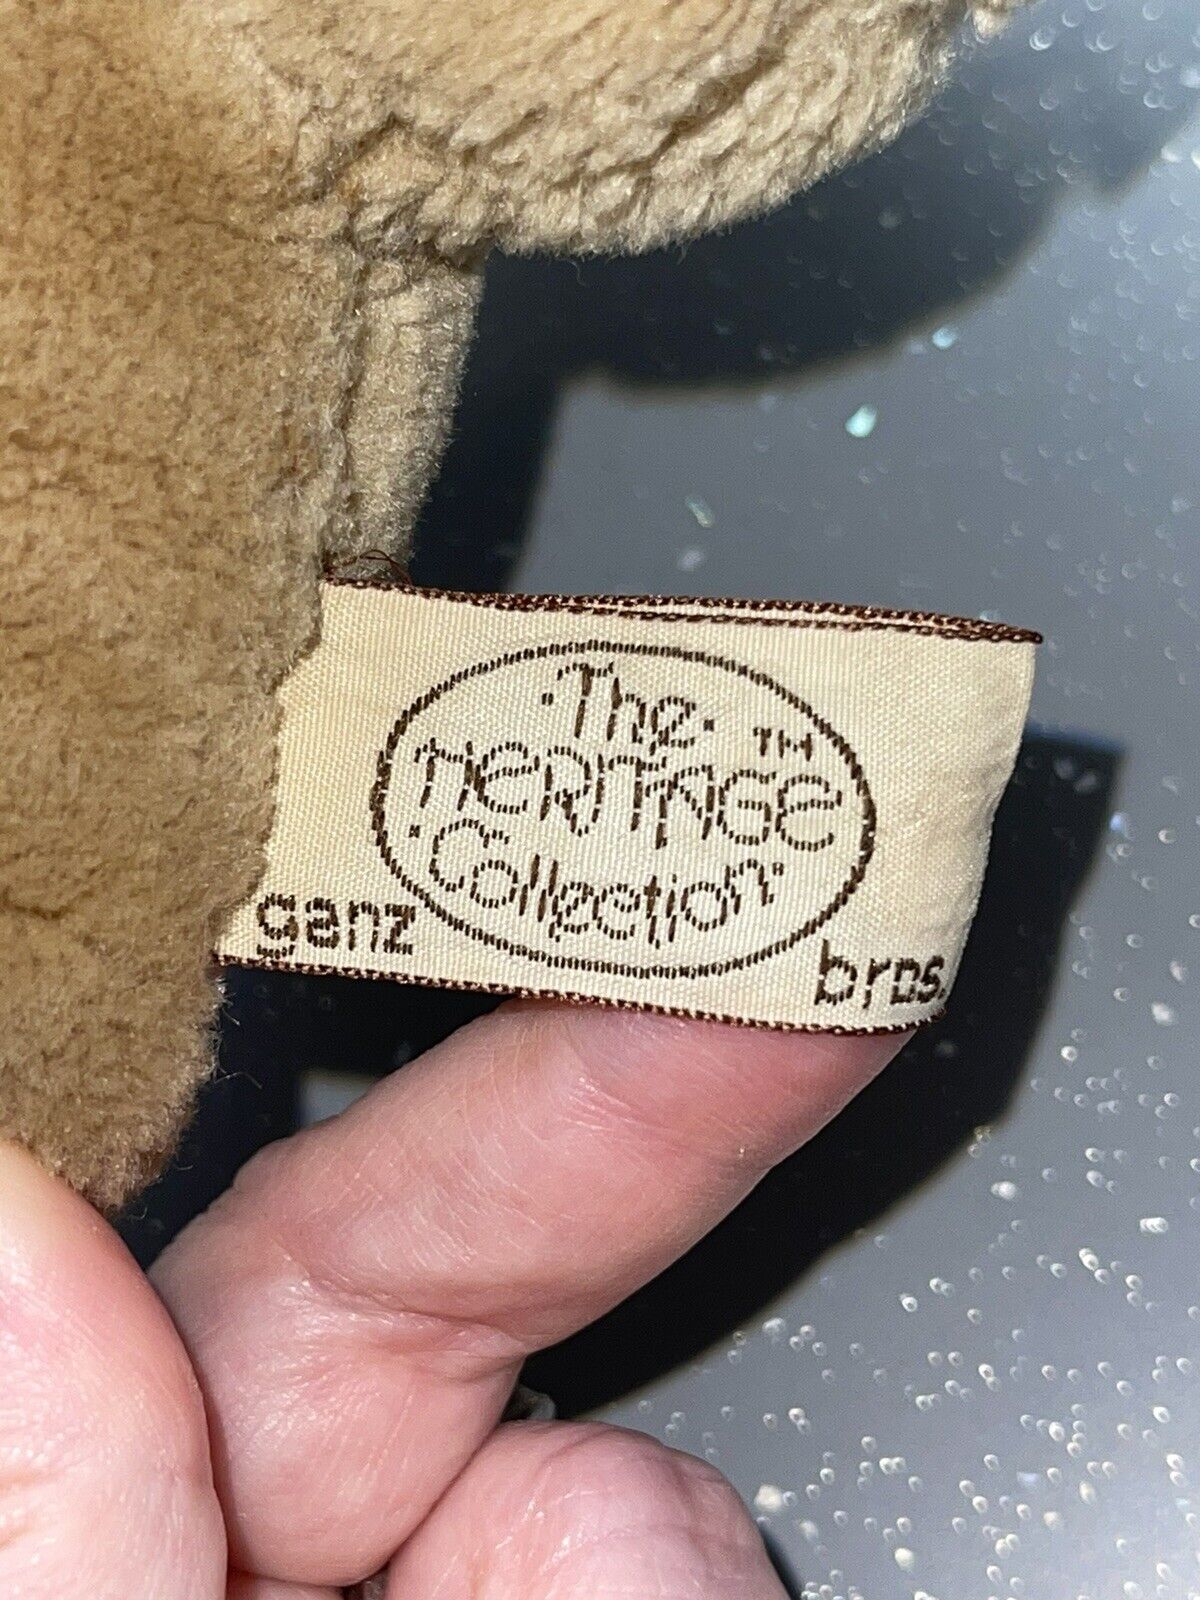 · The · TM
HERITAGE
· Collection ·
ganz bros.